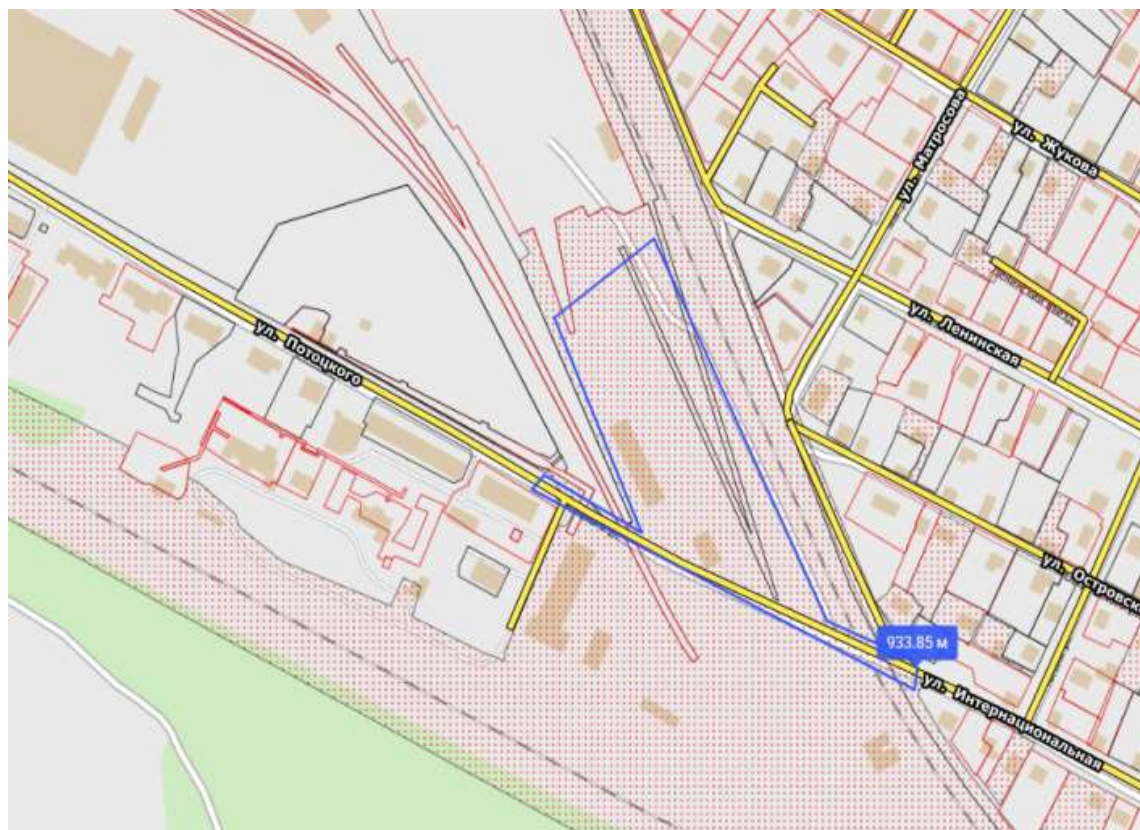 ул. Матросова
ул. Жукова
ул. Ленинская
ул. Потоцкого
ул. Островск
933.85 м
ул. Интернациональная